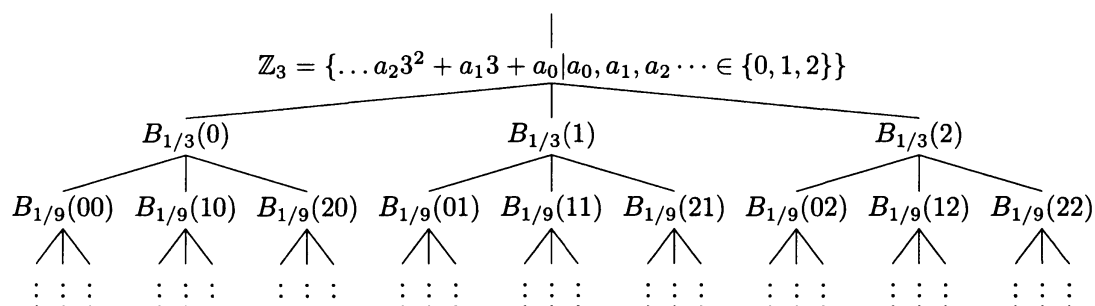 ℤ₃ = {… a₂3² + a₁3 + a₀|a₀, a₁, a₂ ⋯ ∈ {0, 1, 2}}
B₁/₃(0) B₁/₃(1) B₁/₃(2)
B₁/₉(00) B₁/₉(10) B₁/₉(20) B₁/₉(01) B₁/₉(11) B₁/₉(21) B₁/₉(02) B₁/₉(12) B₁/₉(22)